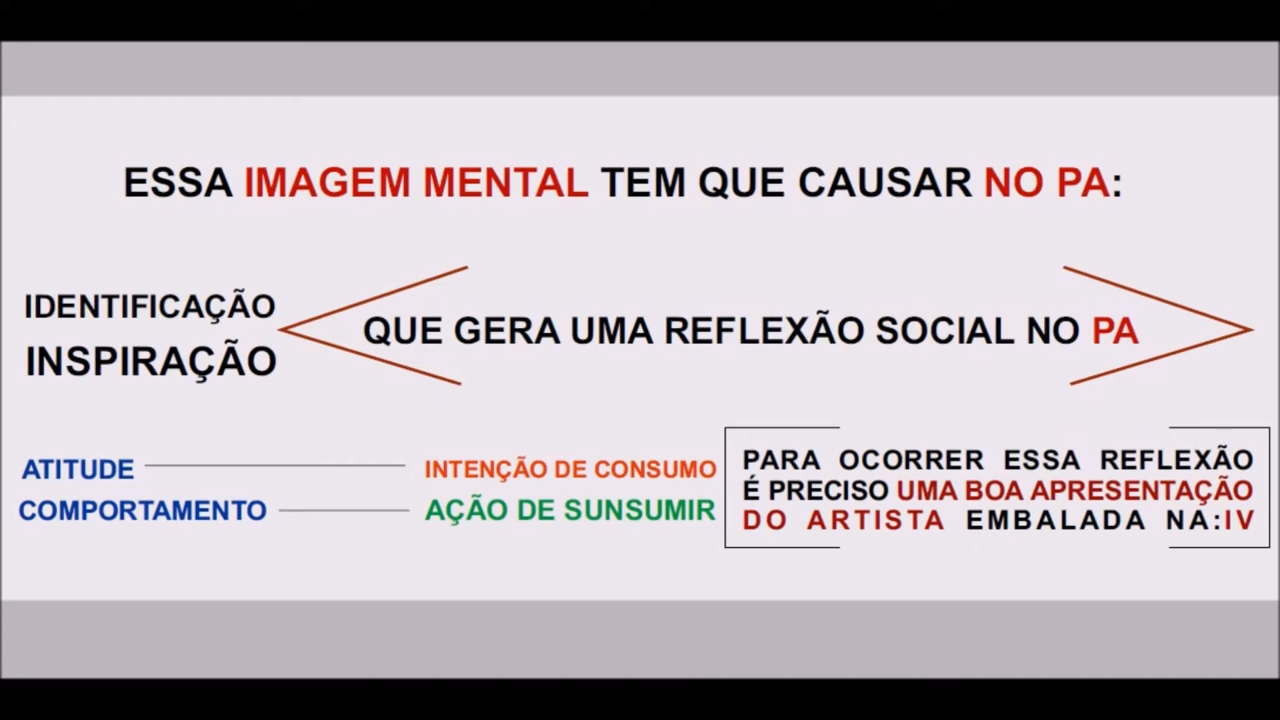 ESSA IMAGEM MENTAL TEM QUE CAUSAR NO PA:
IDENTIFICAÇÃO
INSPIRAÇÃO
QUE GERA UMA REFLEXÃO SOCIAL NO PA
ATITUDE
INTENÇÃO DE CONSUMO
COMPORTAMENTO
AÇÃO DE SUNSUMIR
PARA OCORRER ESSA REFLEXÃO
É PRECISO UMA BOA APRESENTAÇÃO
DO ARTISTA EMBALADA NA:IV